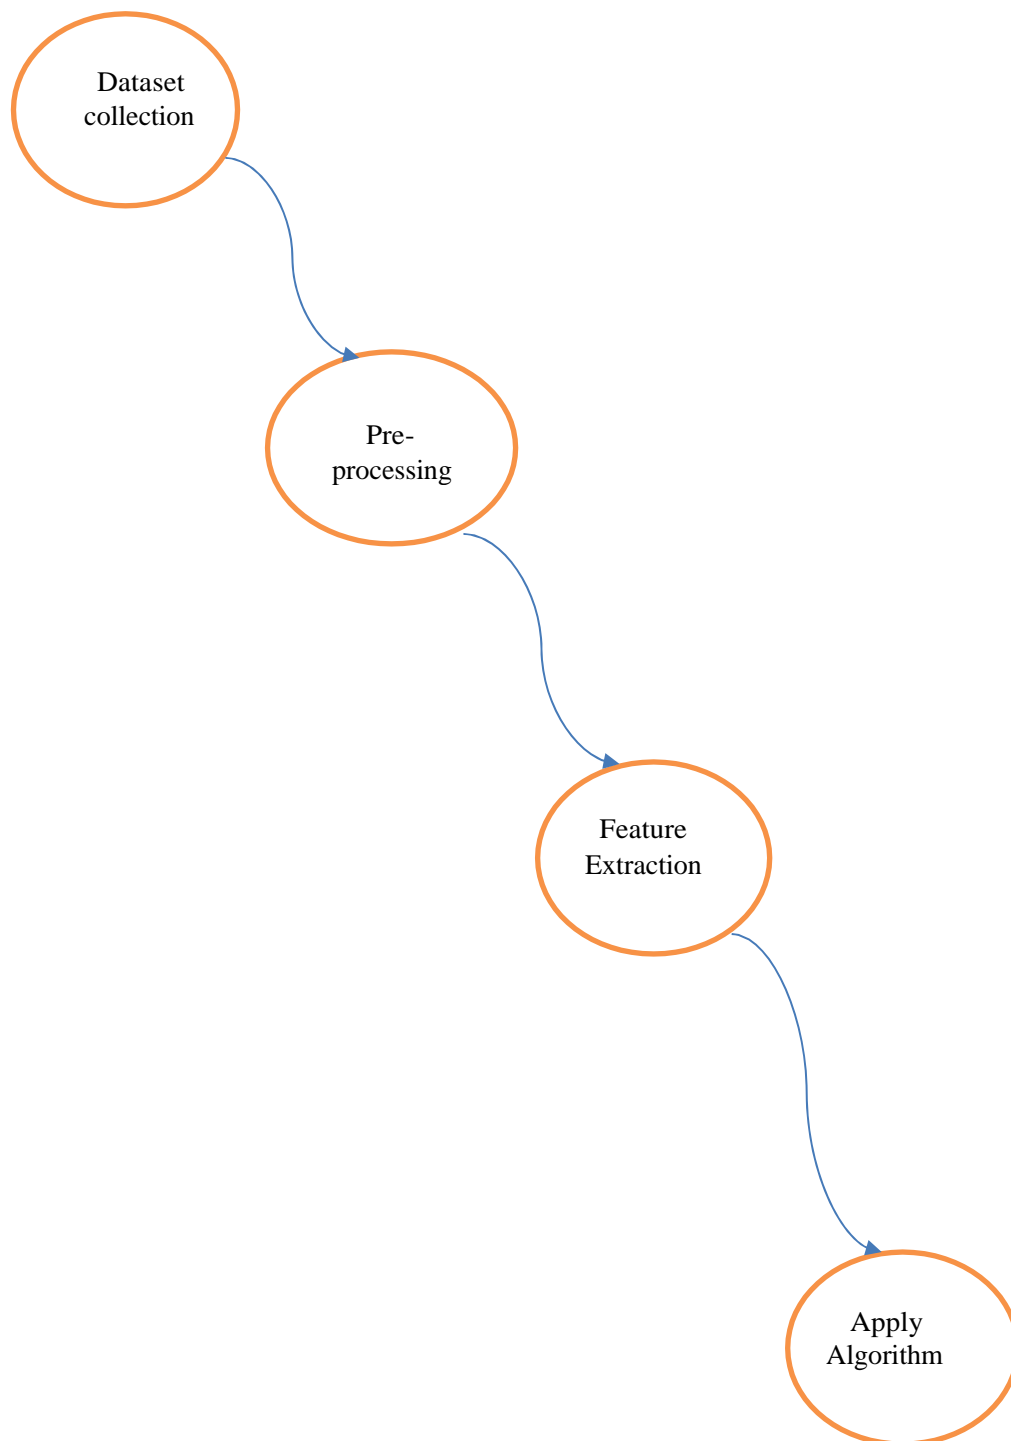 Dataset
collection
Pre-
processing
Feature
Extraction
Apply
Algorithm